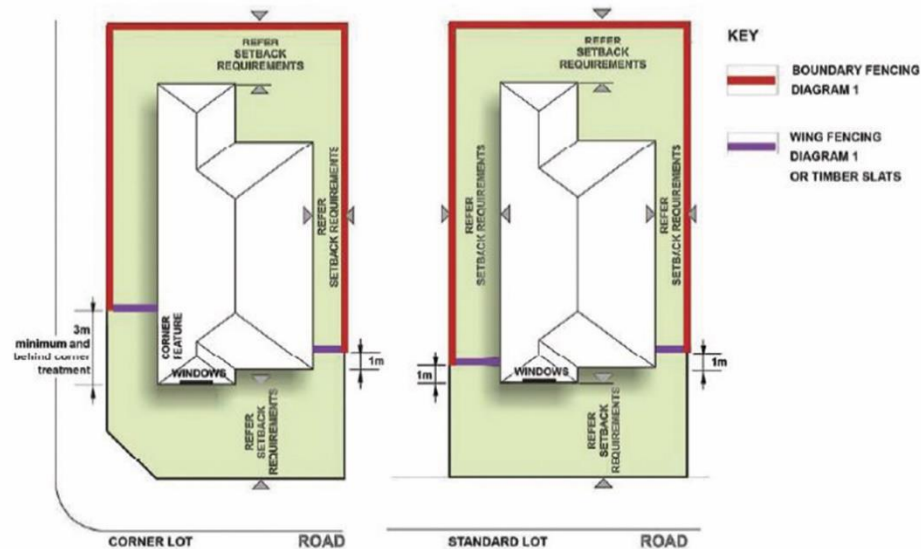 REFER
SETBACK
REQUIREMENTS
REFER
SETBACK REQUIREMENTS
3m
minimum and
behind corner
treatment
CORNER
FEATURE
WINDOWS
1m
REFER
SETBACK
REQUIREMENTS
CORNER LOT
ROAD
REFER
SETBACK
REQUIREMENTS
REFER
SETBACK REQUIREMENTS
REFER
SETBACK REQUIREMENTS
1m
WINDOWS
1m
REFER
SETBACK
REQUIREMENTS
STANDARD LOT
ROAD
KEY
BOUNDARY FENCING
DIAGRAM 1
WING FENCING
DIAGRAM 1
OR TIMBER SLATS